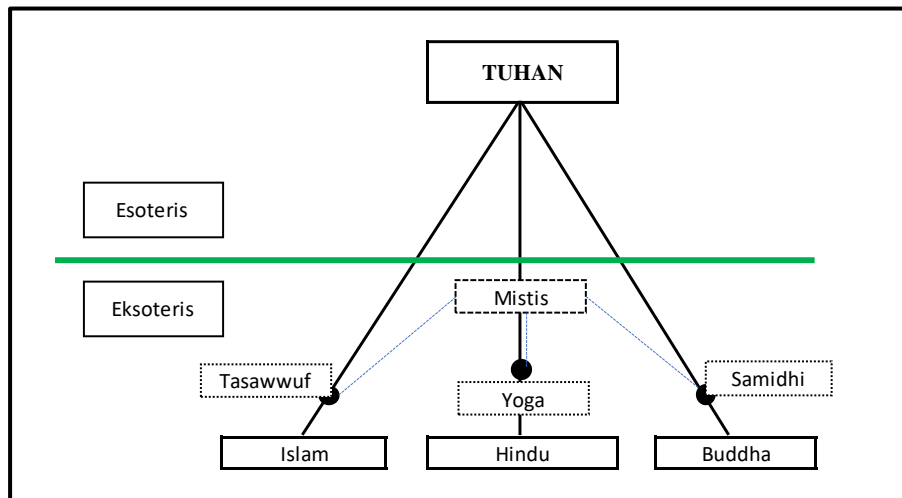 TUHAN
Esoteris
Eksoteris
Mistis
Tasawwuf
Yoga
Samidhi
Islam
Hindu
Buddha